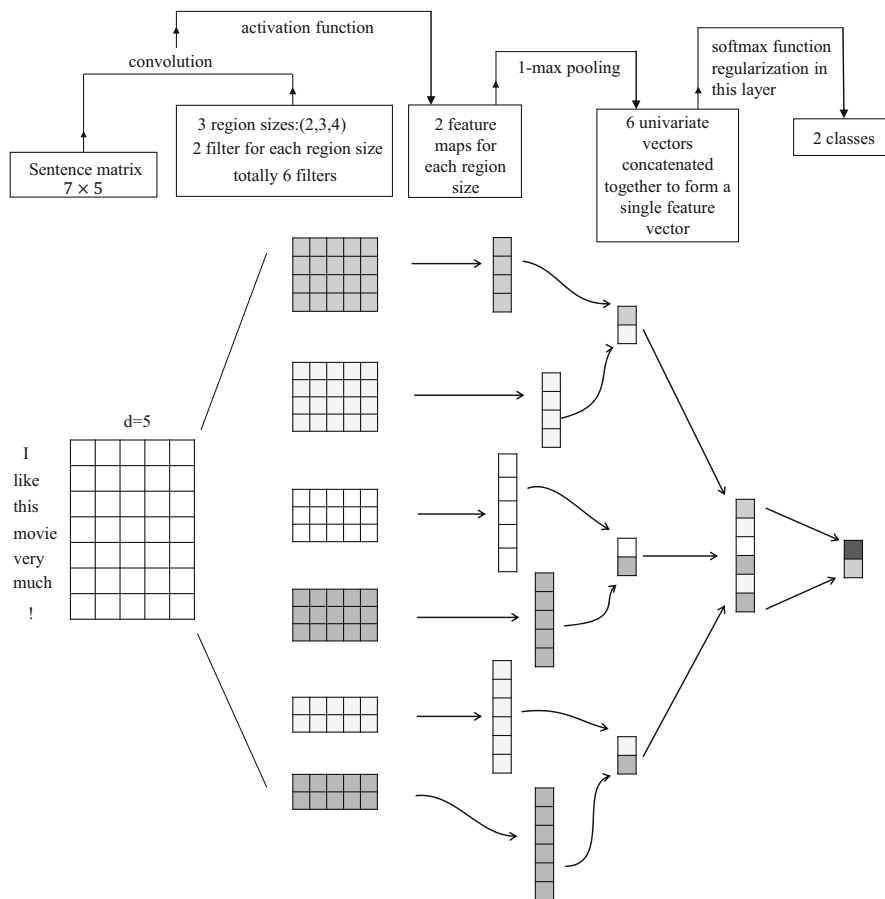 activation function
convolution
1-max pooling
softmax function
regularization in
this layer
Sentence matrix
7 × 5
3 region sizes:(2,3,4)
2 filter for each region size
totally 6 filters
2 feature
maps for
each region
size
6 univariate
vectors
concatenated
together to form a
single feature
vector
2 classes
d=5
I
like
this
movie
very
much
!